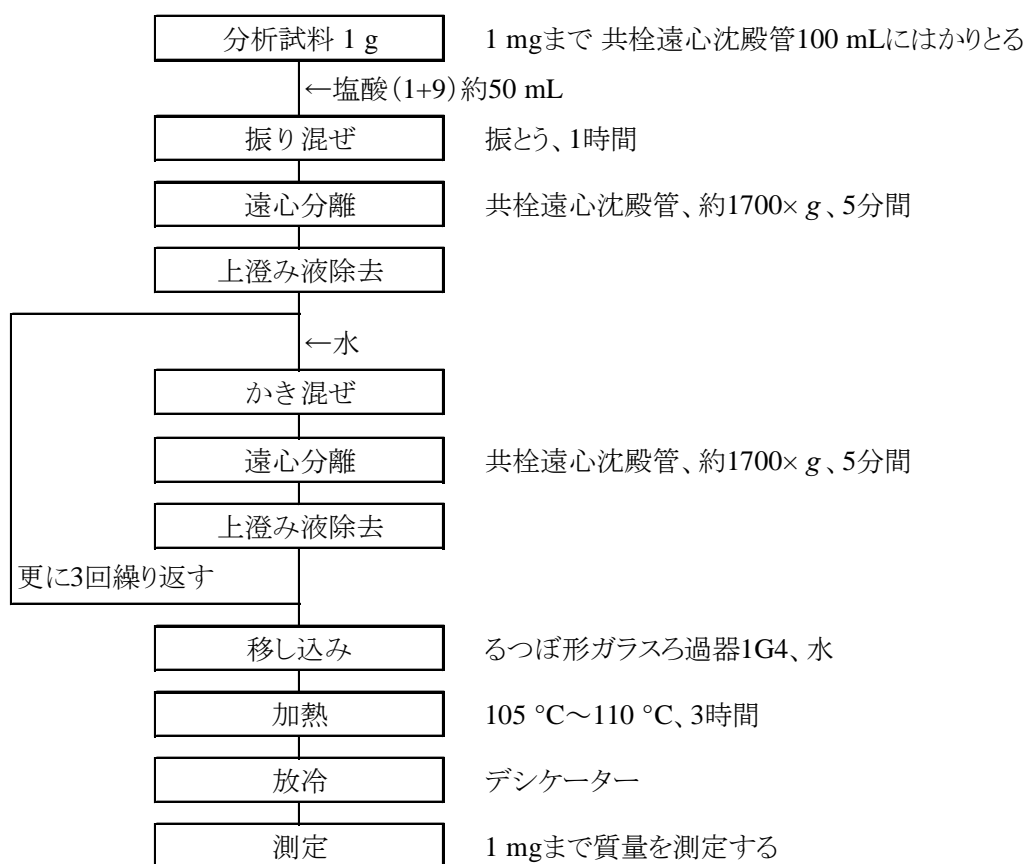 分析試料 1 g 1 mgまで 共栓遠心沈殿管100 mLにはかりとる
←塩酸（1+9）約50 mL
振り混ぜ 振とう、1時間
遠心分離 共栓遠心沈殿管、約1700× g 、5分間
上澄み液除去
←水
かき混ぜ
遠心分離 共栓遠心沈殿管、約1700× g 、5分間
上澄み液除去
更に3回繰り返す
移し込み るつぼ形ガラスろ過器1G4、水
加熱 105 °C～110 °C、3時間
放冷 デシケーター
測定 1 mgまで質量を測定する